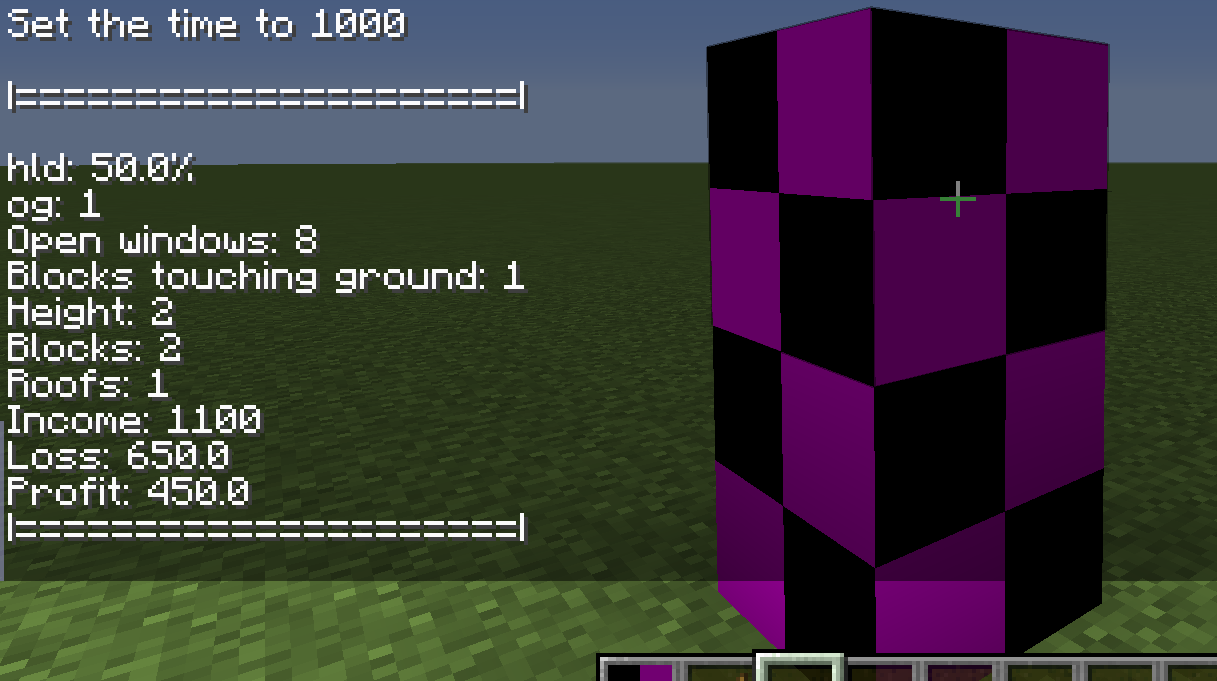 Set the time to 1000
|=====================|
hld: 50.0%
og: 1
Open windows: 8
Blocks touching ground: 1
Height: 2
Blocks: 2
Roofs: 1
Income: 1100
Loss: 650.0
Profit: 450.0
|=====================|